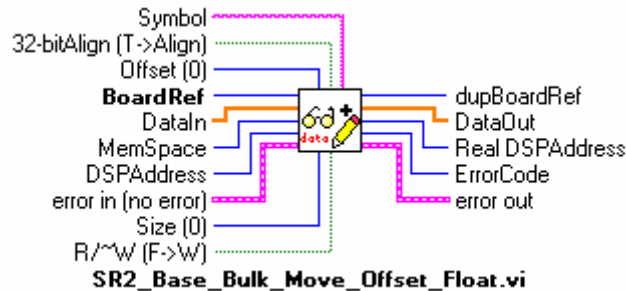 Symbol
32-bitAlign (T->Align)
Offset (0)
BoardRef
DataIn
MemSpace
DSPAddress
error in (no error)
Size (0)
R/~W (F->W)
data
dupBoardRef
DataOut
Real DSPAddress
ErrorCode
error out
SR2_Base_Bulk_Move_Offset_Float.vi